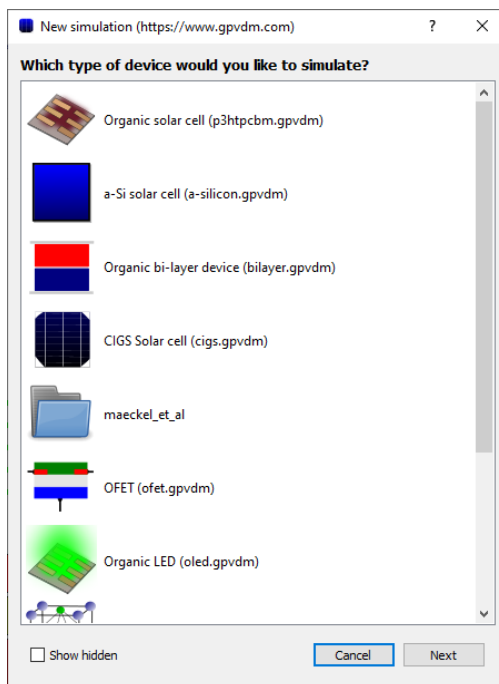 New simulation (https://www.gpvdm.com)
?
Which type of device would you like to simulate?
Organic solar cell (p3htpcbm.gpvdm)
a-Si solar cell (a-silicon.gpvdm)
Organic bi-layer device (bilayer.gpvdm)
CIGS Solar cell (cigs.gpvdm)
maeckel_et_al
OFET (ofet.gpvdm)
Organic LED (oled.gpvdm)
Show hidden
Cancel
Next